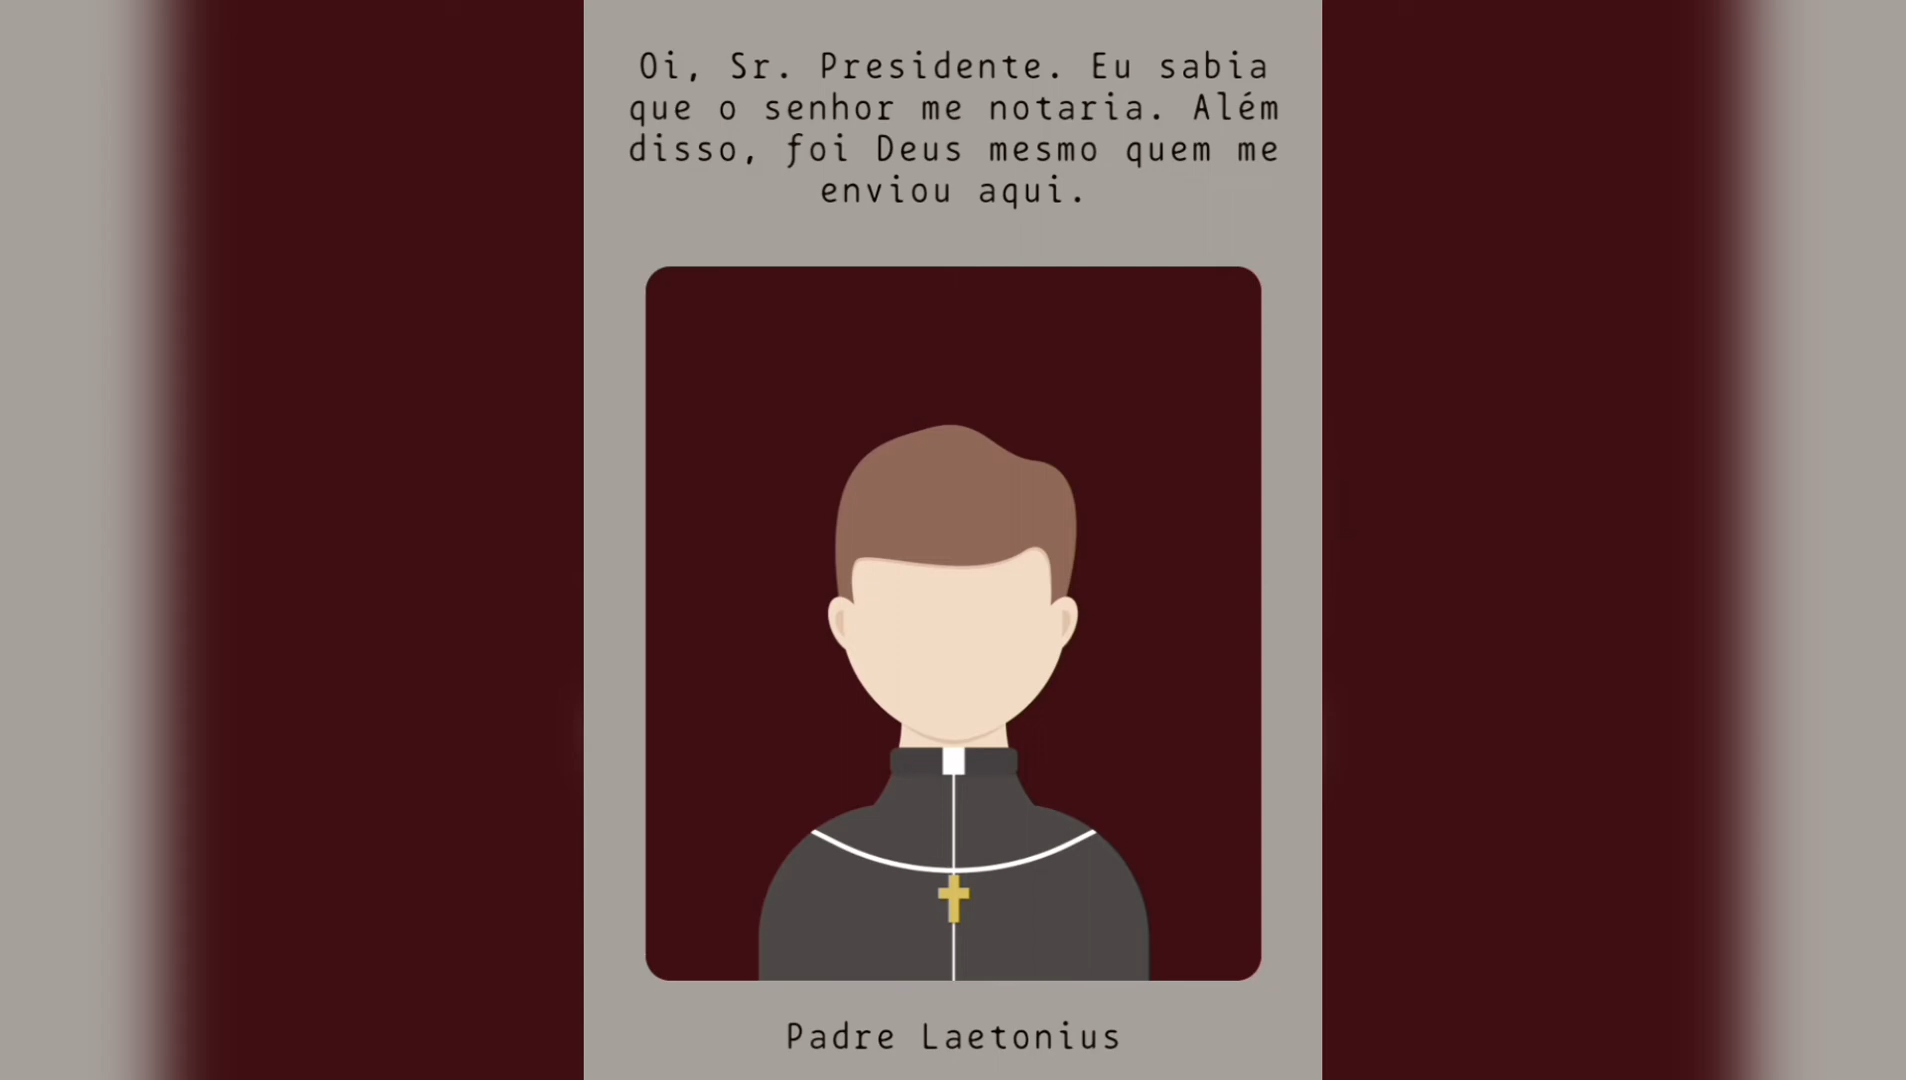 Oi, Sr. Presidente. Eu sabia
que o senhor me notaria. Além
disso, foi Deus mesmo quem me
enviou aqui.
Padre Laetonius